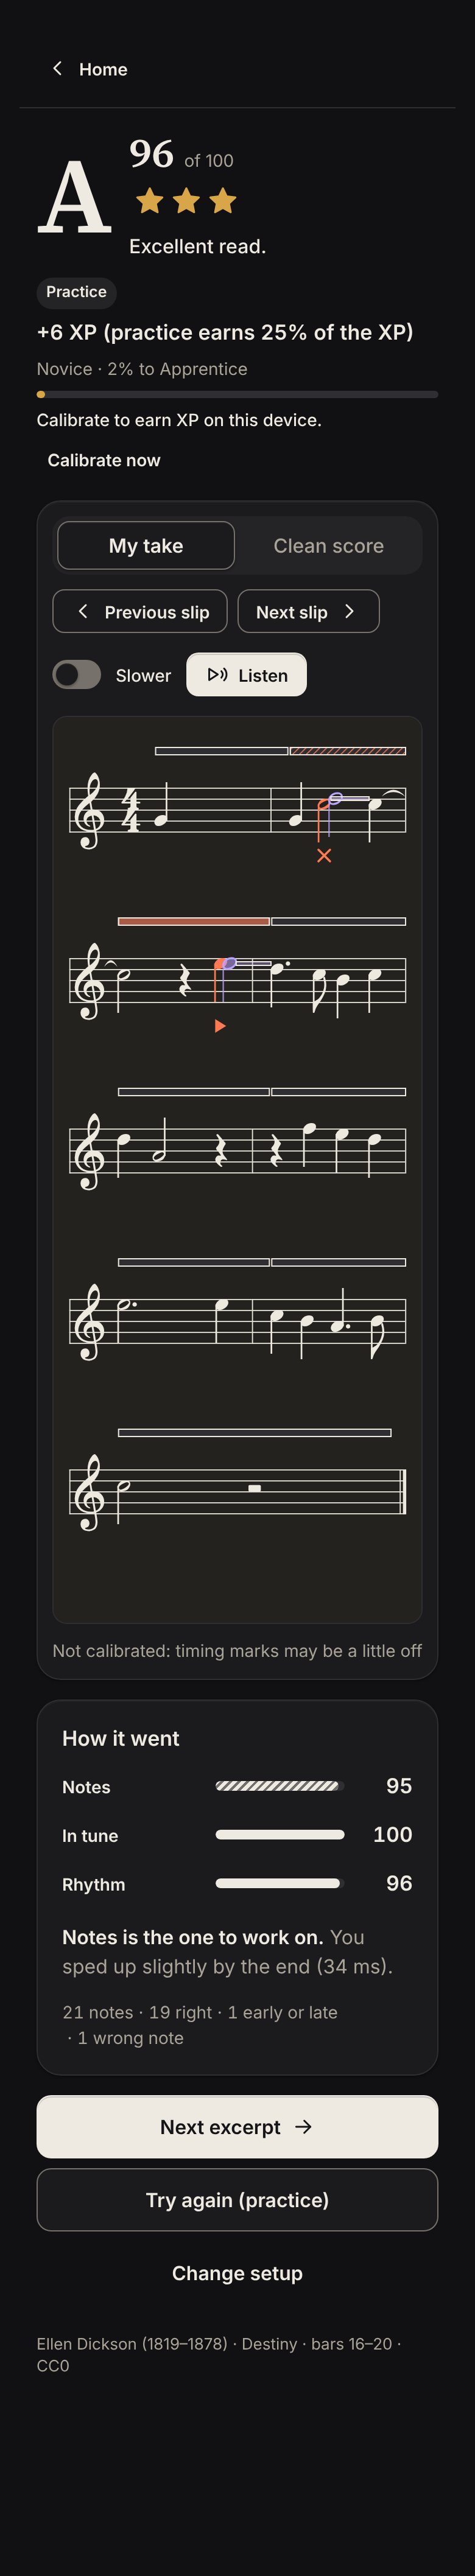 Home
A
96 of 100
Excellent read.
Practice
+6 XP (practice earns 25% of the XP)
Novice · 2% to Apprentice
Calibrate to earn XP on this device.
Calibrate now
My take
Clean score
Previous slip
Next slip
Slower
Listen
4
4
Not calibrated: timing marks may be a little off
How it went
Notes 95
In tune 100
Rhythm 96
Notes is the one to work on. You
sped up slightly by the end (34 ms).
21 notes · 19 right · 1 early or late
· 1 wrong note
Next excerpt
Try again (practice)
Change setup
Ellen Dickson (1819–1878) · Destiny · bars 16–20 ·
CC0